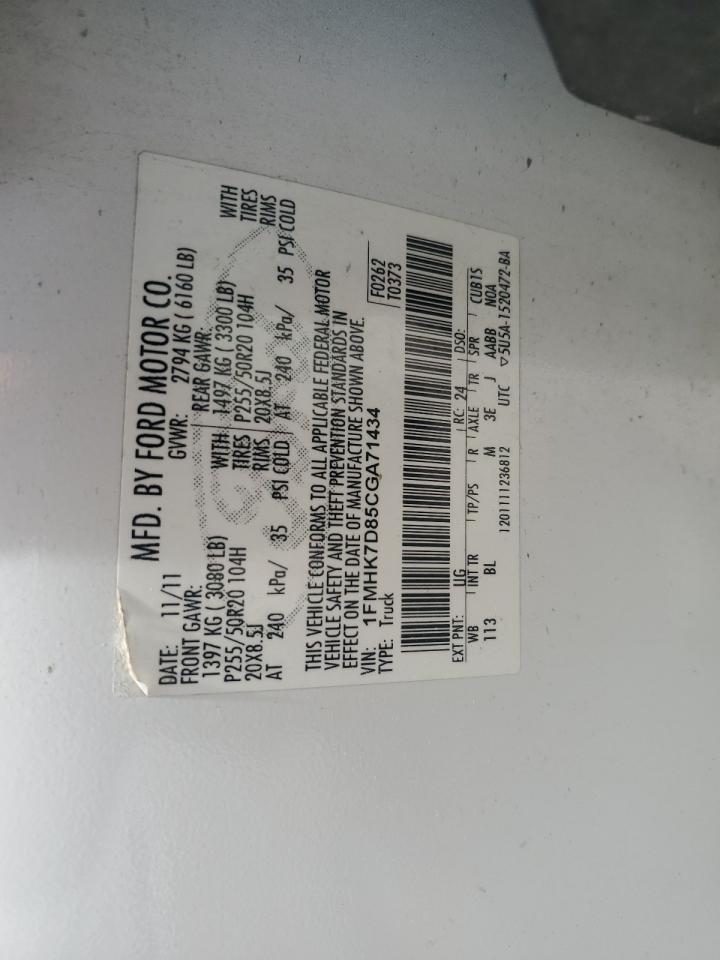 MFD. BY FORD MOTOR CO.
DATE: 11/11 GVWR: 2794 KG ( 6160 LB)
FRONT GAWR: REAR GAWR:
1397 KG ( 3080 LB) WITH 1497 KG ( 3300 LB) WITH
P255/50R20 104H TIRES P255/50R20 104H TIRES
20X8.5J RIMS 20X8.5J RIMS
AT 240 kPa/ 35 PSI COLD AT 240 kPa/ 35 PSI COLD
THIS VEHICLE CONFORMS TO ALL APPLICABLE FEDERAL MOTOR
VEHICLE SAFETY AND THEFT PREVENTION STANDARDS IN
EFFECT ON THE DATE OF MANUFACTURE SHOWN ABOVE.
VIN: 1FMHK7D85CGA71434 F0262
TYPE: Truck T0373
EXT PNT: UG RC: 24 DSO:
WB INT TR TP/PS R AXLE TR SPR CUBTS
113 BL M 3E J AABB NOA
1201111236812 UTC ▽5U5A-1520472-BA